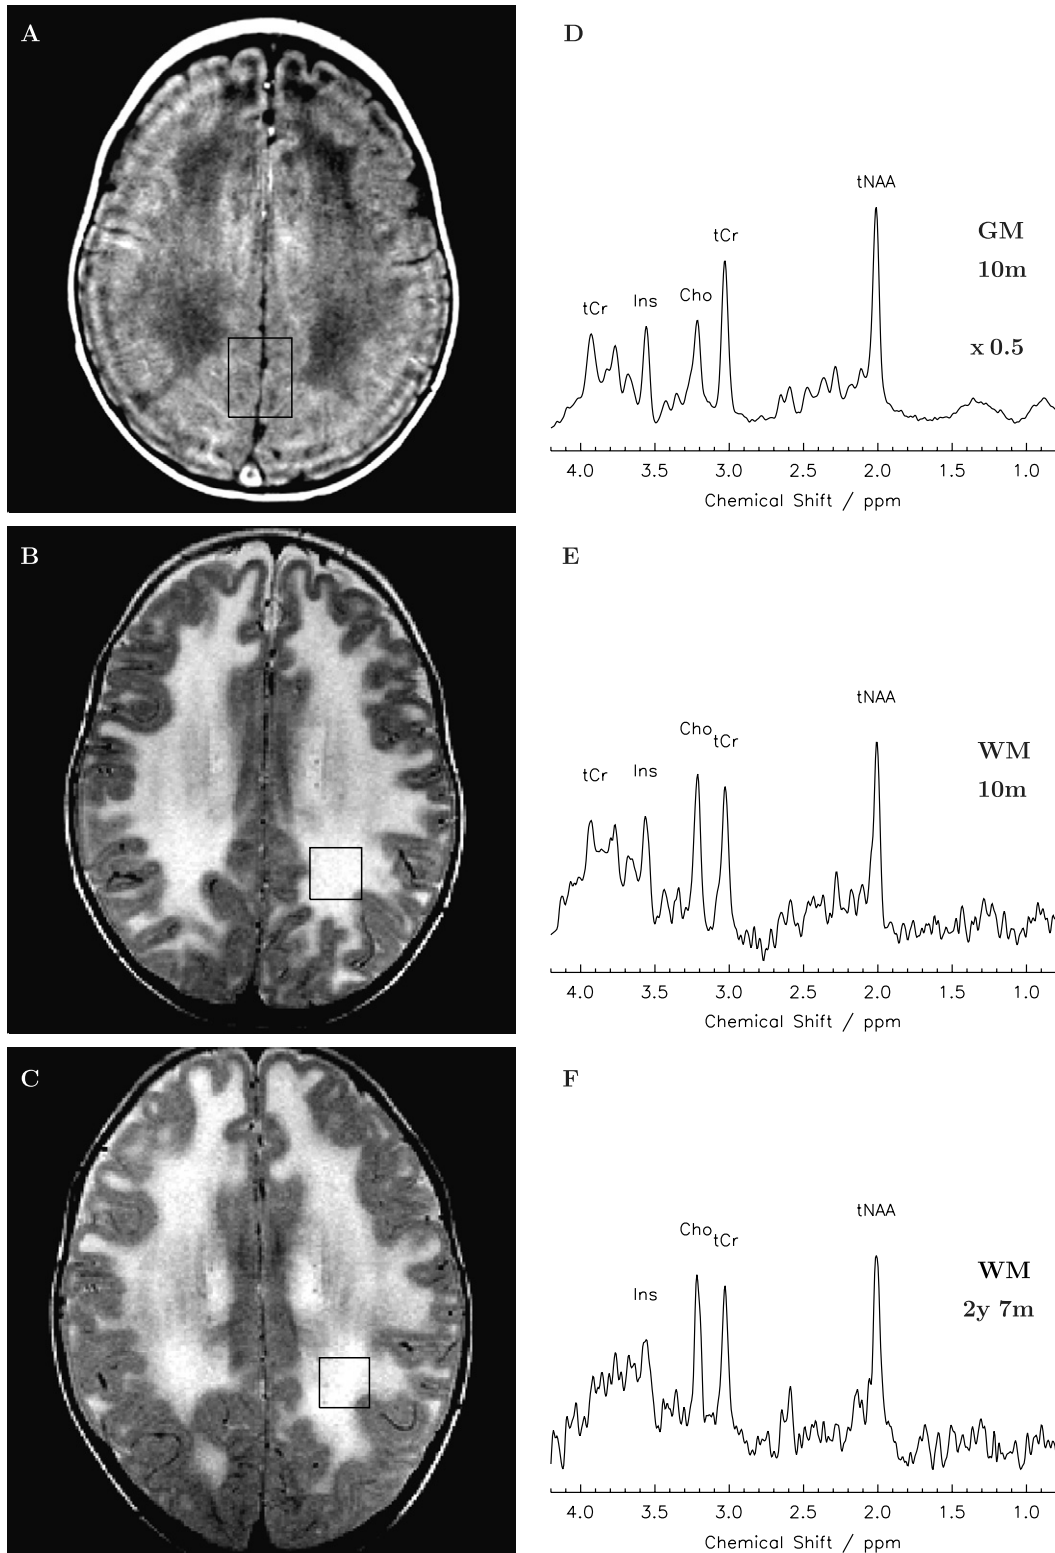 A
D
tNAA
tCr
GM
10m
Cho
Ins
tCr
x 0.5
4.0 3.5 3.0 2.5 2.0 1.5 1.0
Chemical Shift / ppm
B
E
tNAA
Cho
tCr
WM
Ins
tCr
10m
4.0 3.5 3.0 2.5 2.0 1.5 1.0
Chemical Shift / ppm
C
F
tNAA
Cho
tCr
WM
Ins
2y 7m
4.0 3.5 3.0 2.5 2.0 1.5 1.0
Chemical Shift / ppm